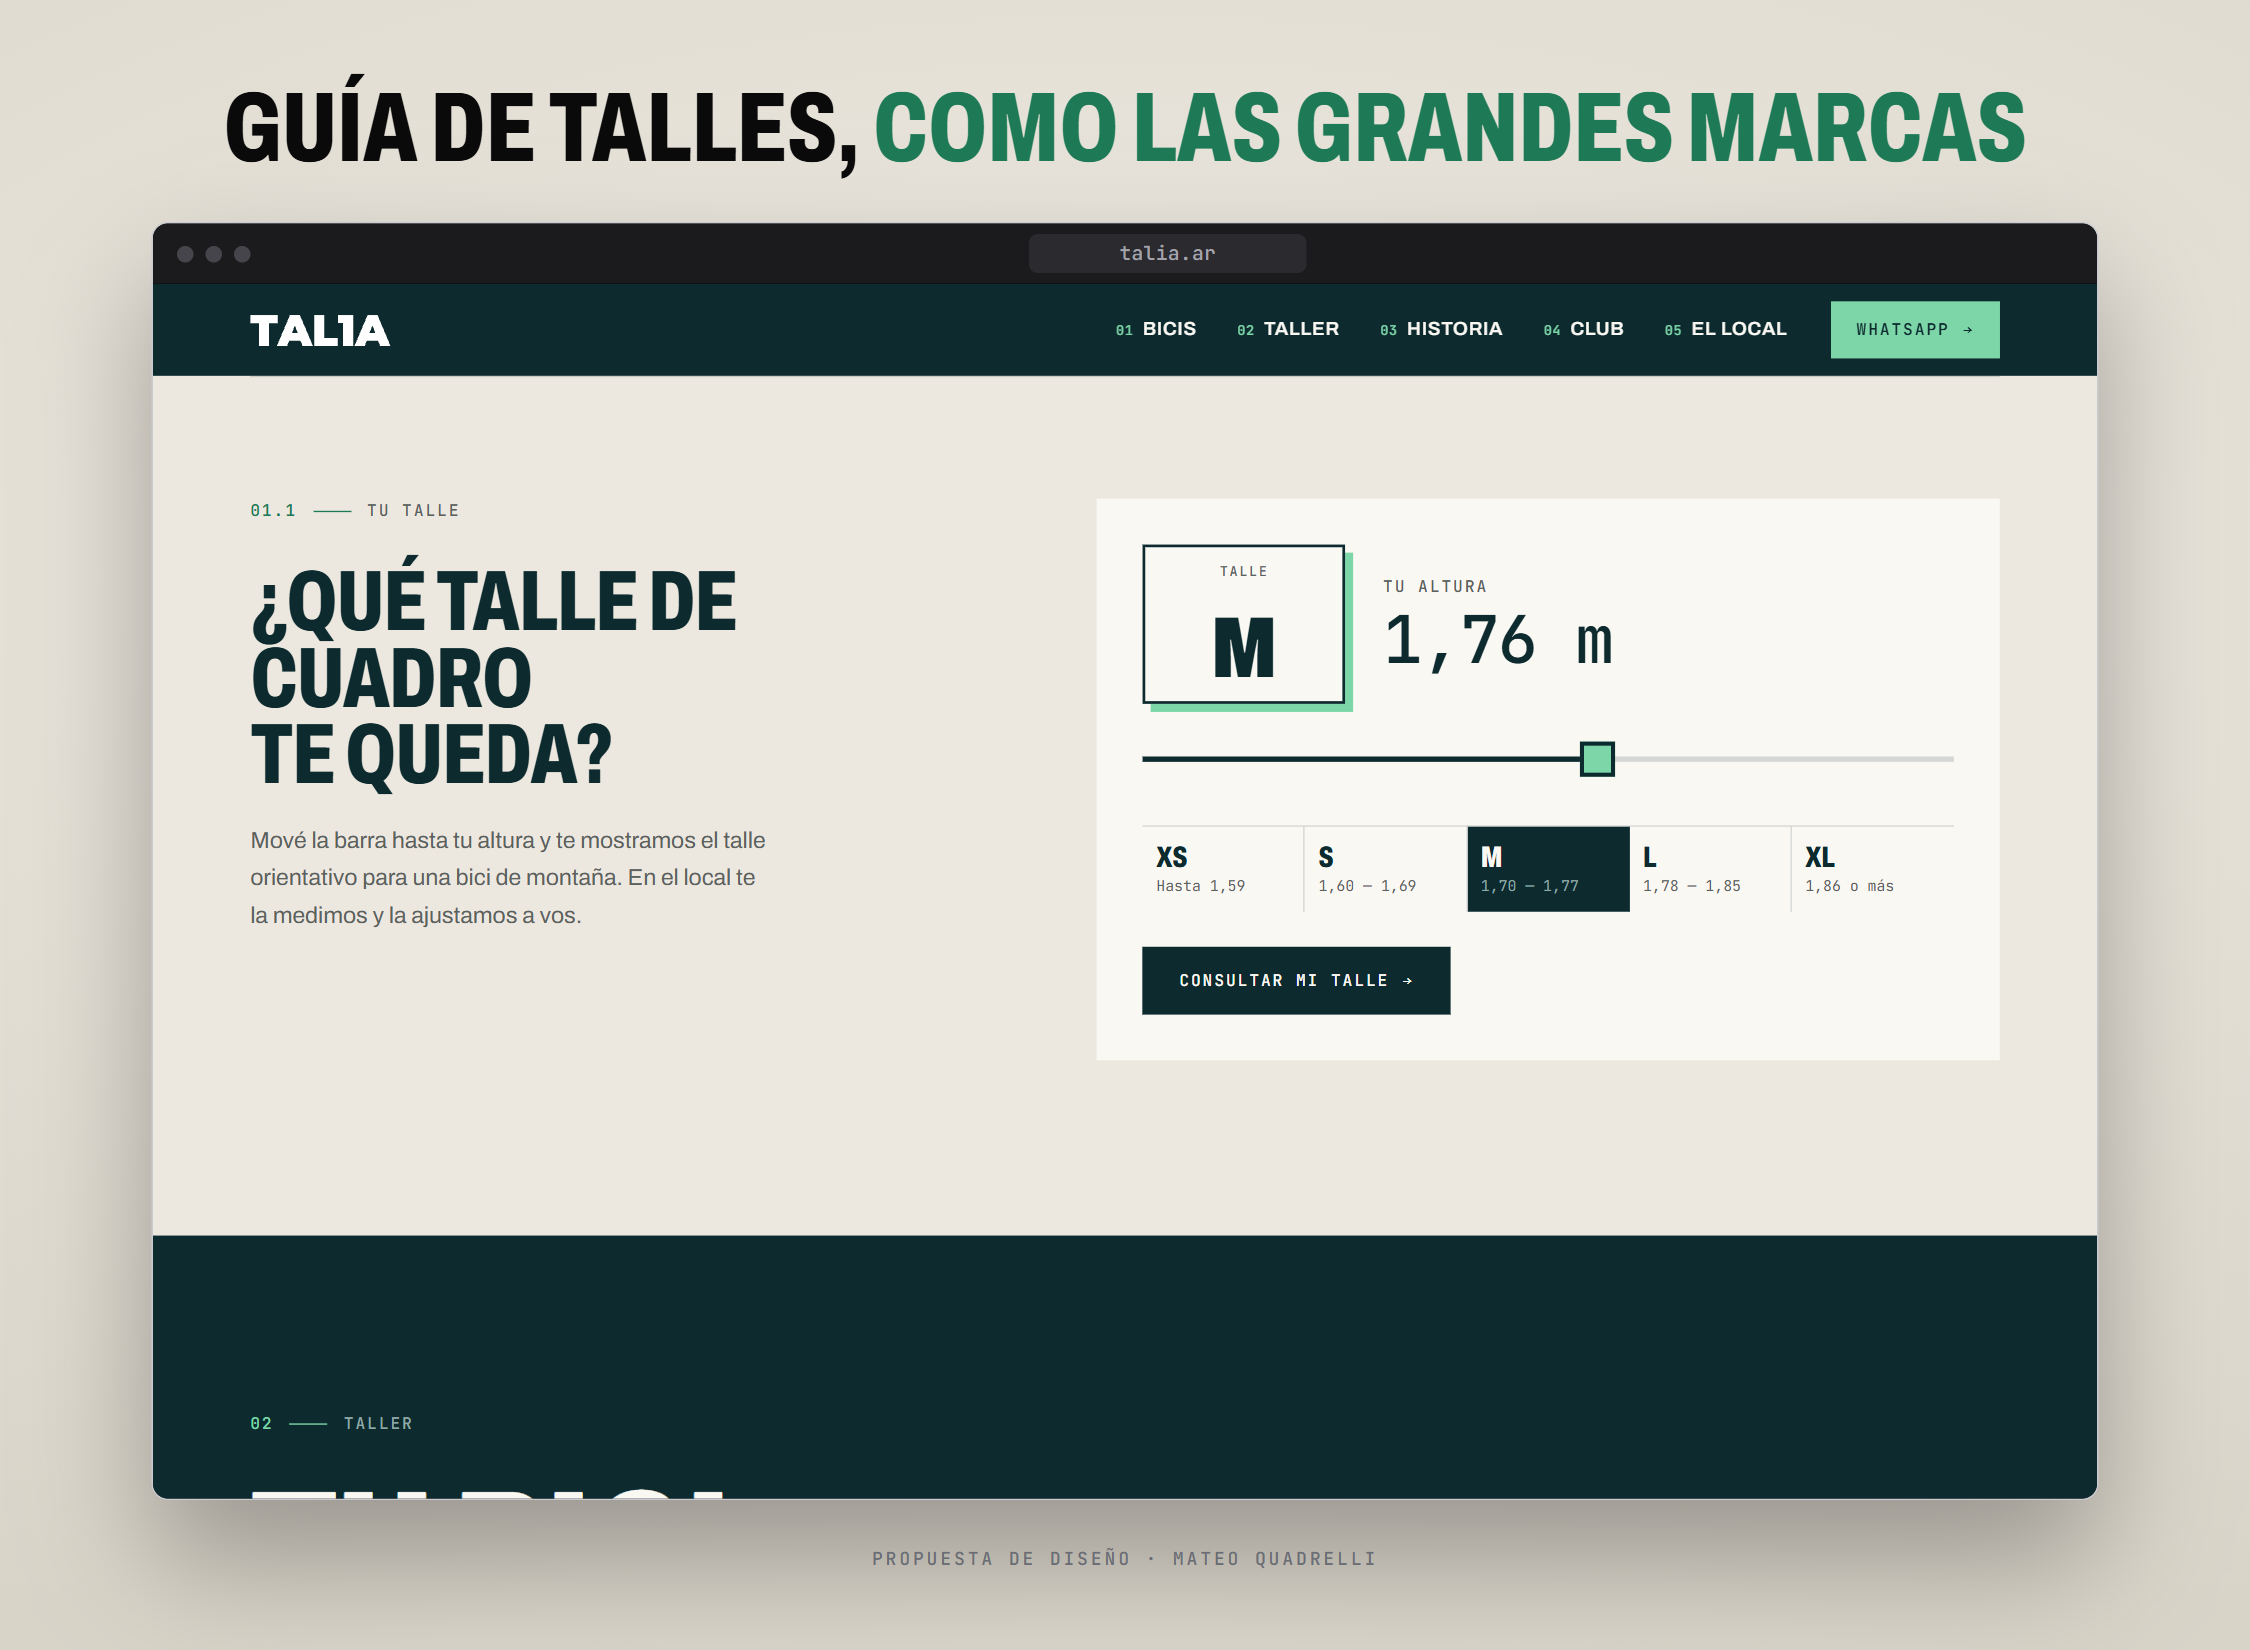 GUÍA DE TALLES, COMO LAS GRANDES MARCAS
talia.ar
TALIA
01 BICIS 02 TALLER 03 HISTORIA 04 CLUB 05 EL LOCAL WHATSAPP →
01.1 TU TALLE
¿QUÉ TALLE DE
CUADRO
TE QUEDA?
Mové la barra hasta tu altura y te mostramos el talle
orientativo para una bici de montaña. En el local te
la medimos y la ajustamos a vos.
TALLE
M
TU ALTURA
1,76 m
XS S M L XL
Hasta 1,59 1,60 – 1,69 1,70 – 1,77 1,78 – 1,85 1,86 o más
CONSULTAR MI TALLE →
02 TALLER
PROPUESTA DE DISEÑO · MATEO QUADRELLI